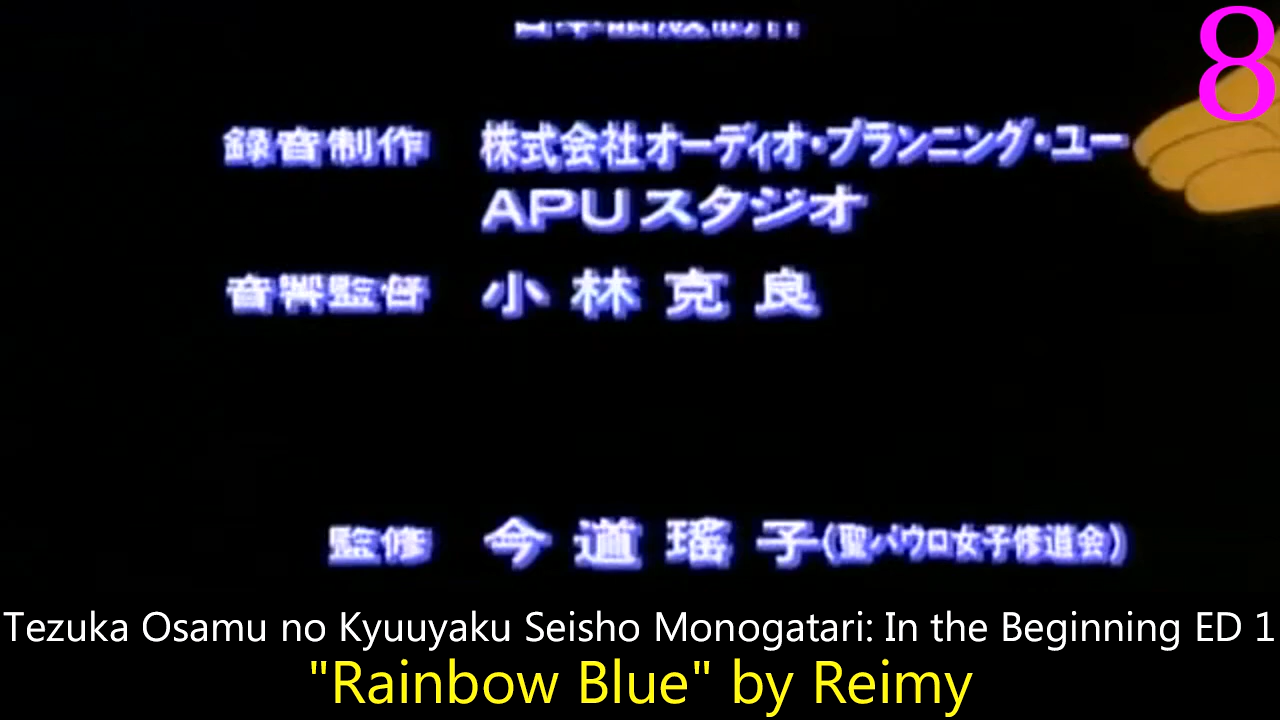 8
録音制作 株式会社オーディオ・プランニング・ユー
APUスタジオ
音響監督 小林克良
監修 今道瑤子(聖パウロ女子修道会)
Tezuka Osamu no Kyuuyaku Seisho Monogatari: In the Beginning ED 1
"Rainbow Blue" by Reimy